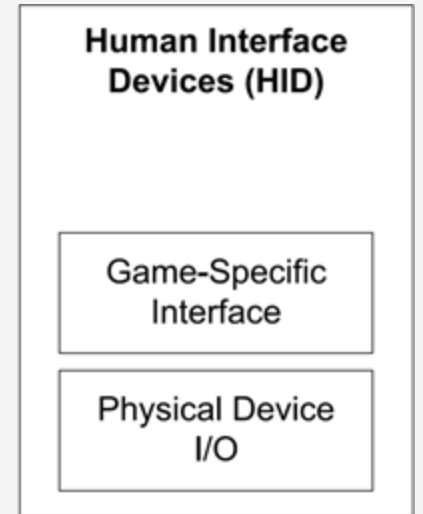 Human Interface
Devices (HID)
Game-Specific
Interface
Physical Device
I/O